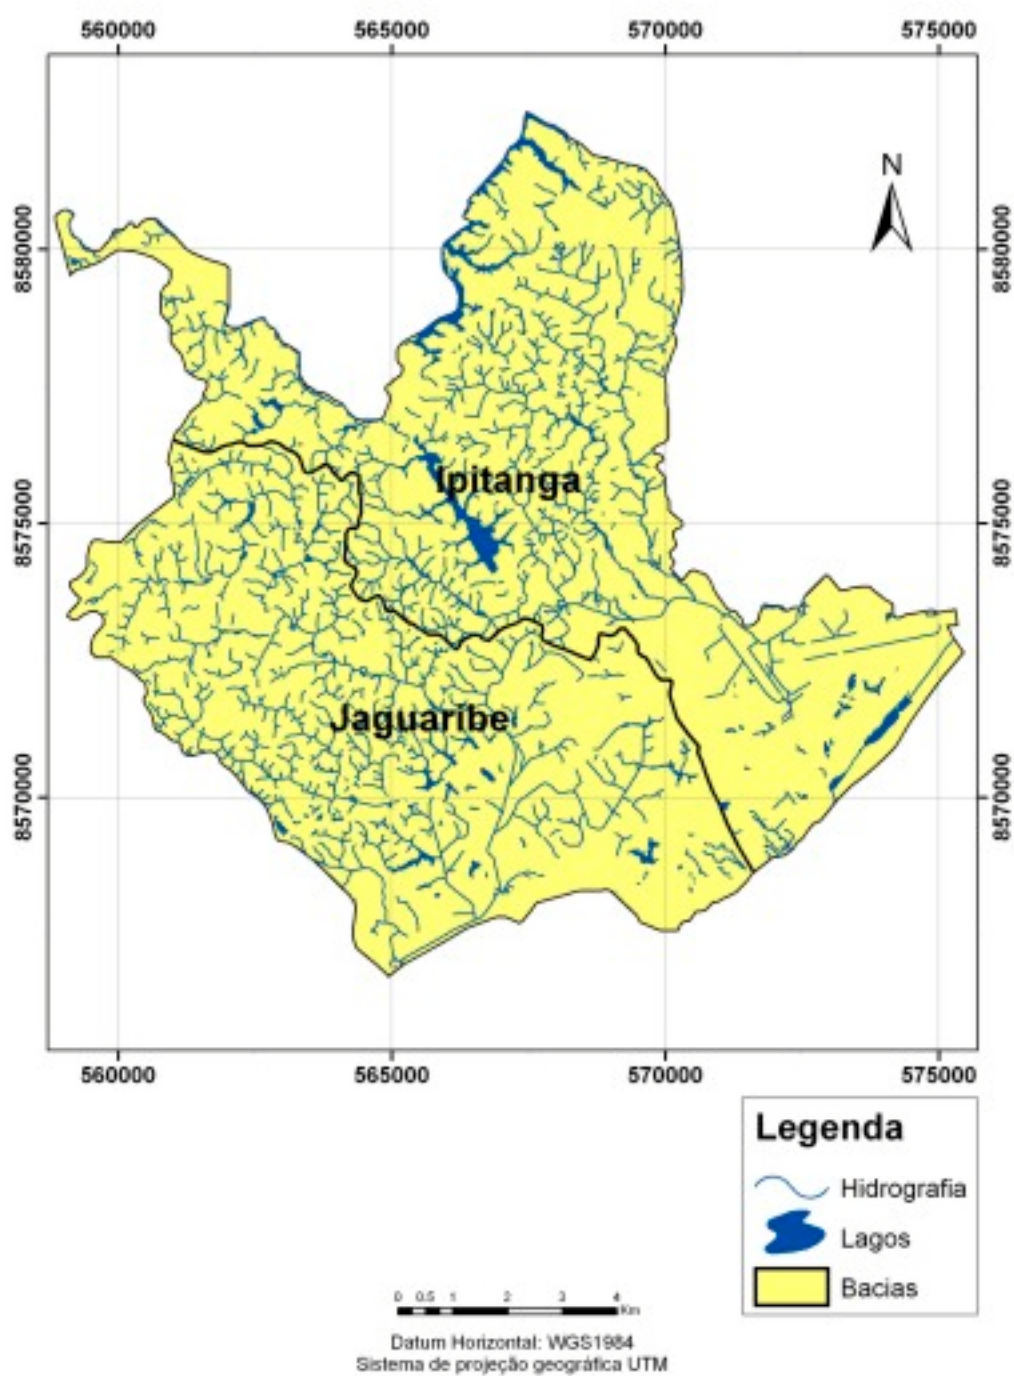 560000 565000 570000 575000
N
8580000 8580000
Ipitanga
8575000 8575000
Jaguaribe
8570000 8570000
560000 565000 570000 575000
Legenda
Hidrografia
Lagos
Bacias
0 0.5 1 2 3 4
Km
Datum Horizontal: WGS1984
Sistema de projeção geográfica UTM